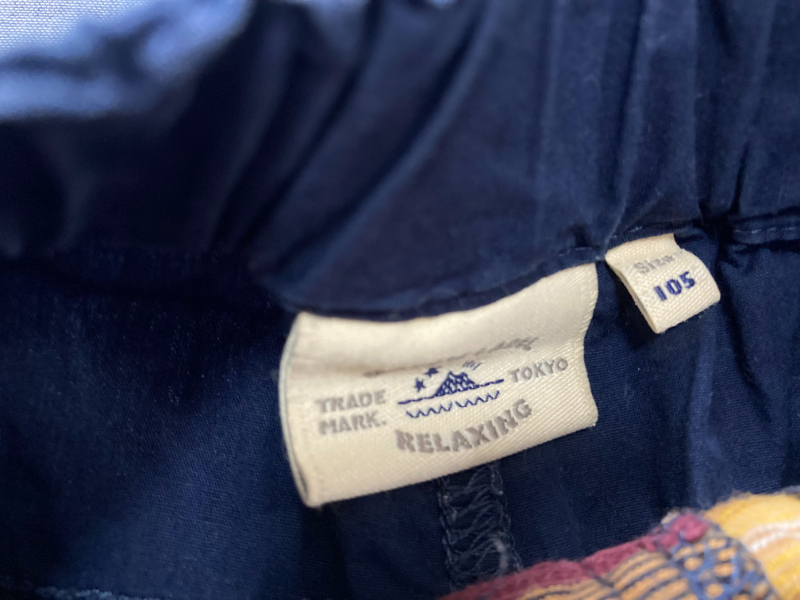 TRADE
MARK.
TOKYO
RELAXING
Size
105